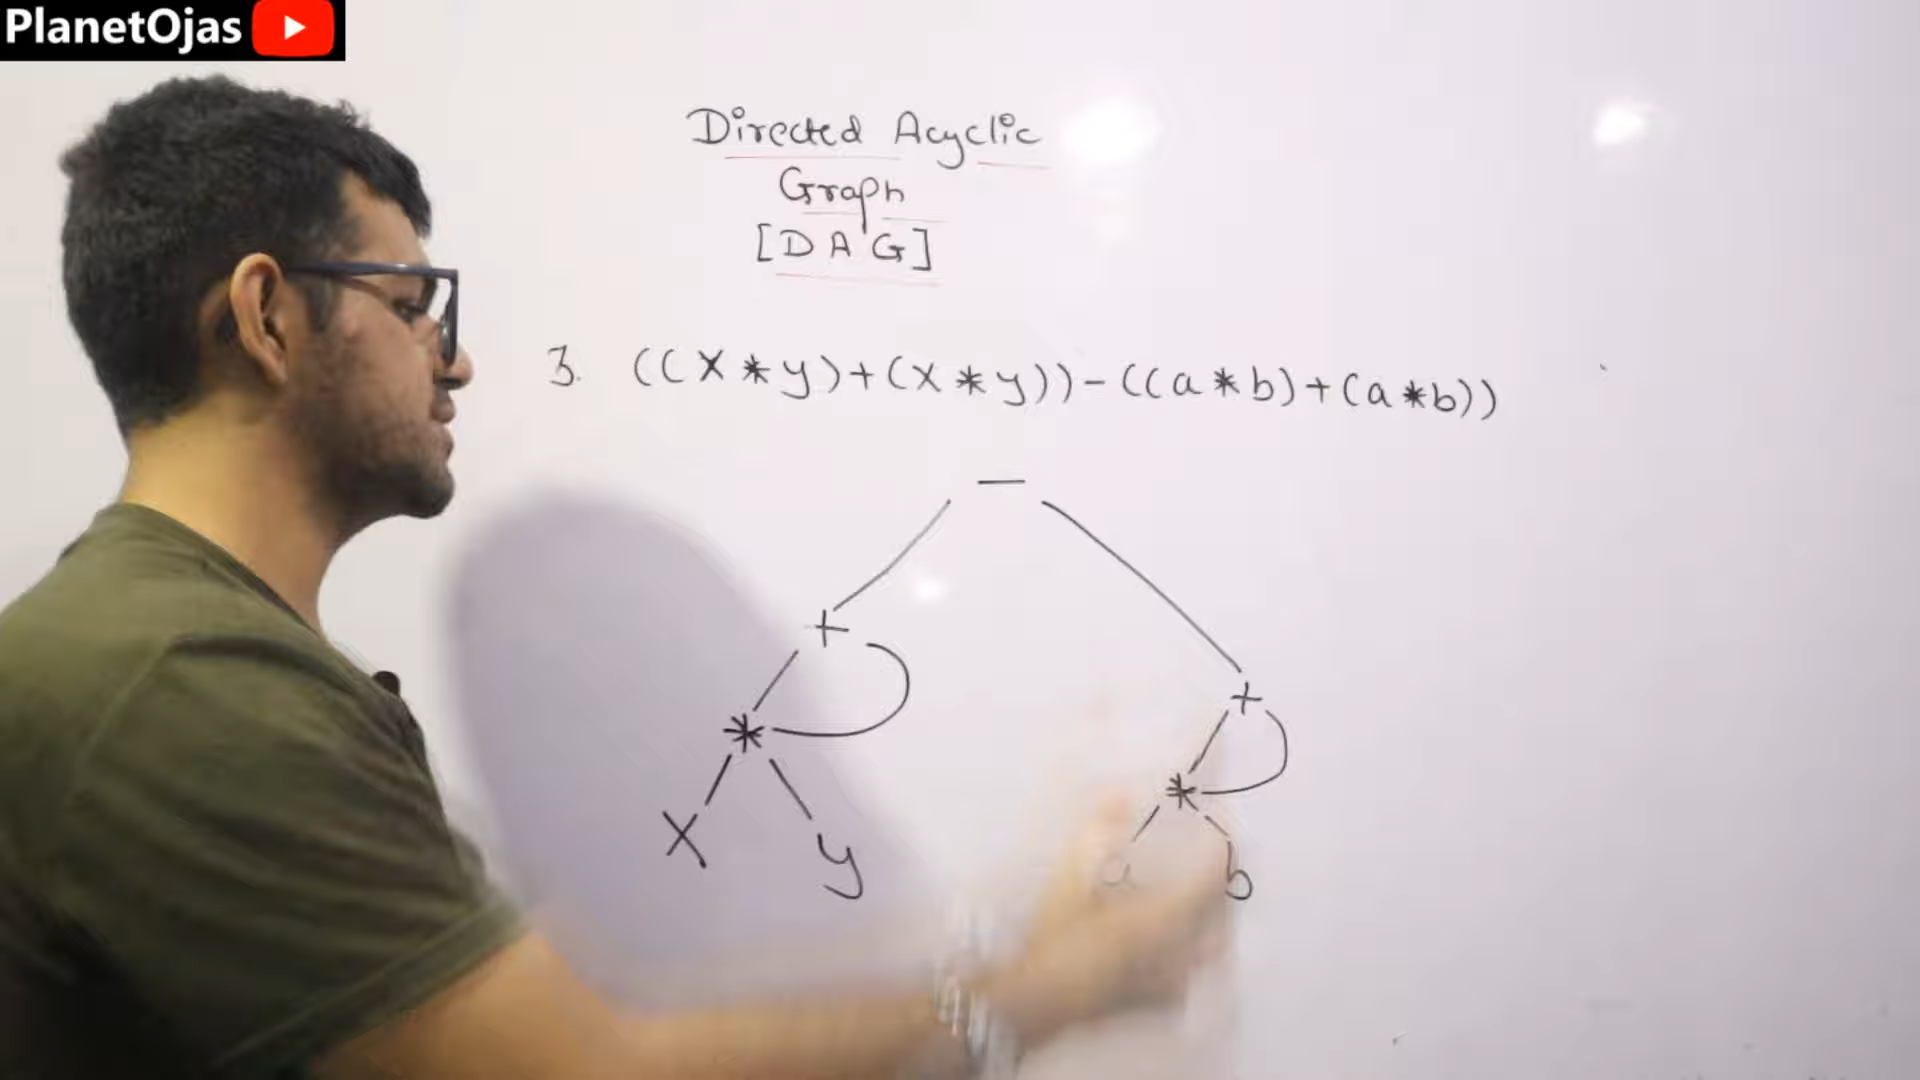 PlanetOjas
Directed Acyclic
Graph
[DAG]
3. ((X*y)+(X*y))-((a*b)+(a*b))
-
+
+
*
*
X
y
a
b